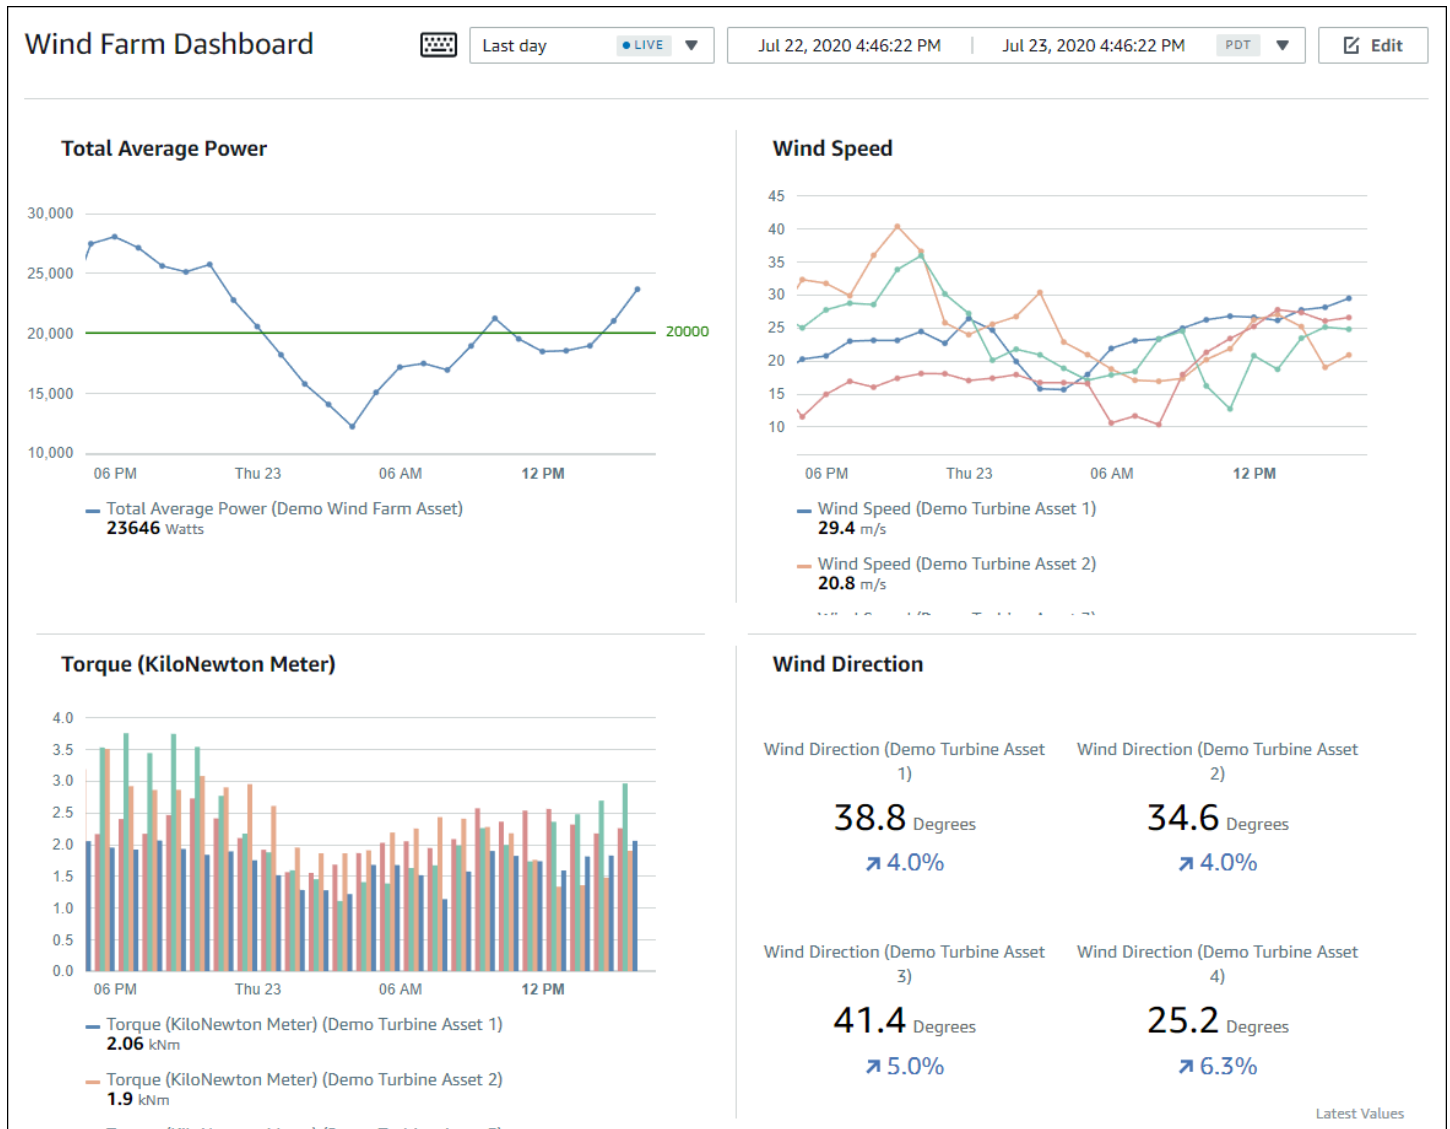 Wind Farm Dashboard
Last day
LIVE
Jul 22, 2020 4:46:22 PM
Jul 23, 2020 4:46:22 PM
PDT
Edit
Total Average Power
30,000
25,000
20,000
15,000
10,000
20000
06 PM
Thu 23
06 AM
12 PM
Total Average Power (Demo Wind Farm Asset)
23646 Watts
Wind Speed
45
40
35
30
25
20
15
10
06 PM
Thu 23
06 AM
12 PM
Wind Speed (Demo Turbine Asset 1)
29.4 m/s
Wind Speed (Demo Turbine Asset 2)
20.8 m/s
Torque (KiloNewton Meter)
4.0
3.5
3.0
2.5
2.0
1.5
1.0
0.5
0.0
06 PM
Thu 23
06 AM
12 PM
Torque (KiloNewton Meter) (Demo Turbine Asset 1)
2.06 kNm
Torque (KiloNewton Meter) (Demo Turbine Asset 2)
1.9 kNm
Wind Direction
Wind Direction (Demo Turbine Asset
1)
38.8 Degrees
4.0%
Wind Direction (Demo Turbine Asset
2)
34.6 Degrees
4.0%
Wind Direction (Demo Turbine Asset
3)
41.4 Degrees
5.0%
Wind Direction (Demo Turbine Asset
4)
25.2 Degrees
6.3%
Latest Values